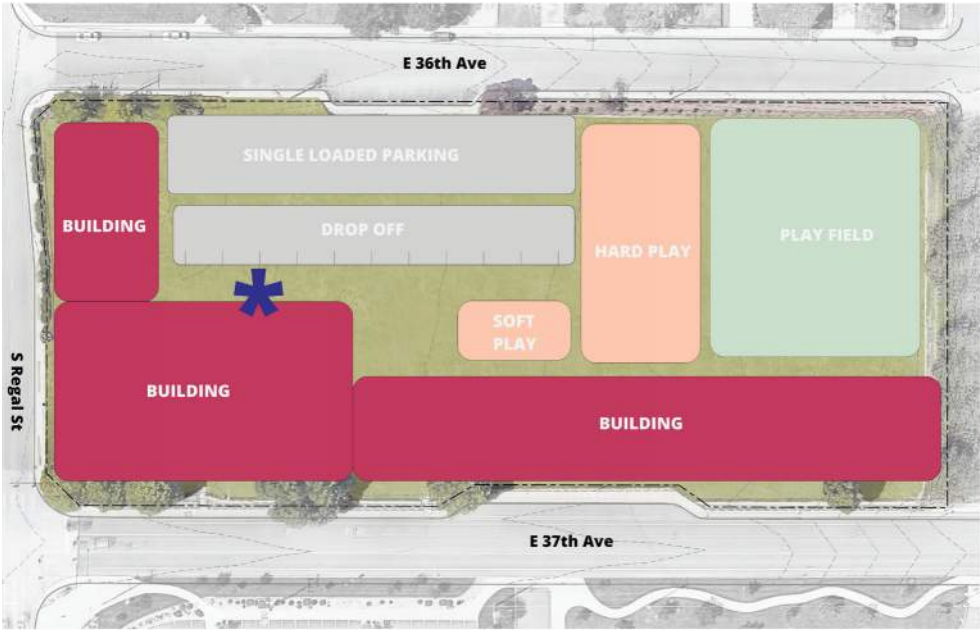 E 36th Ave
SINGLE LOADED PARKING
BUILDING
DROP OFF
HARD PLAY
PLAY FIELD
SOFT
PLAY
S Regal St
BUILDING
BUILDING
E 37th Ave